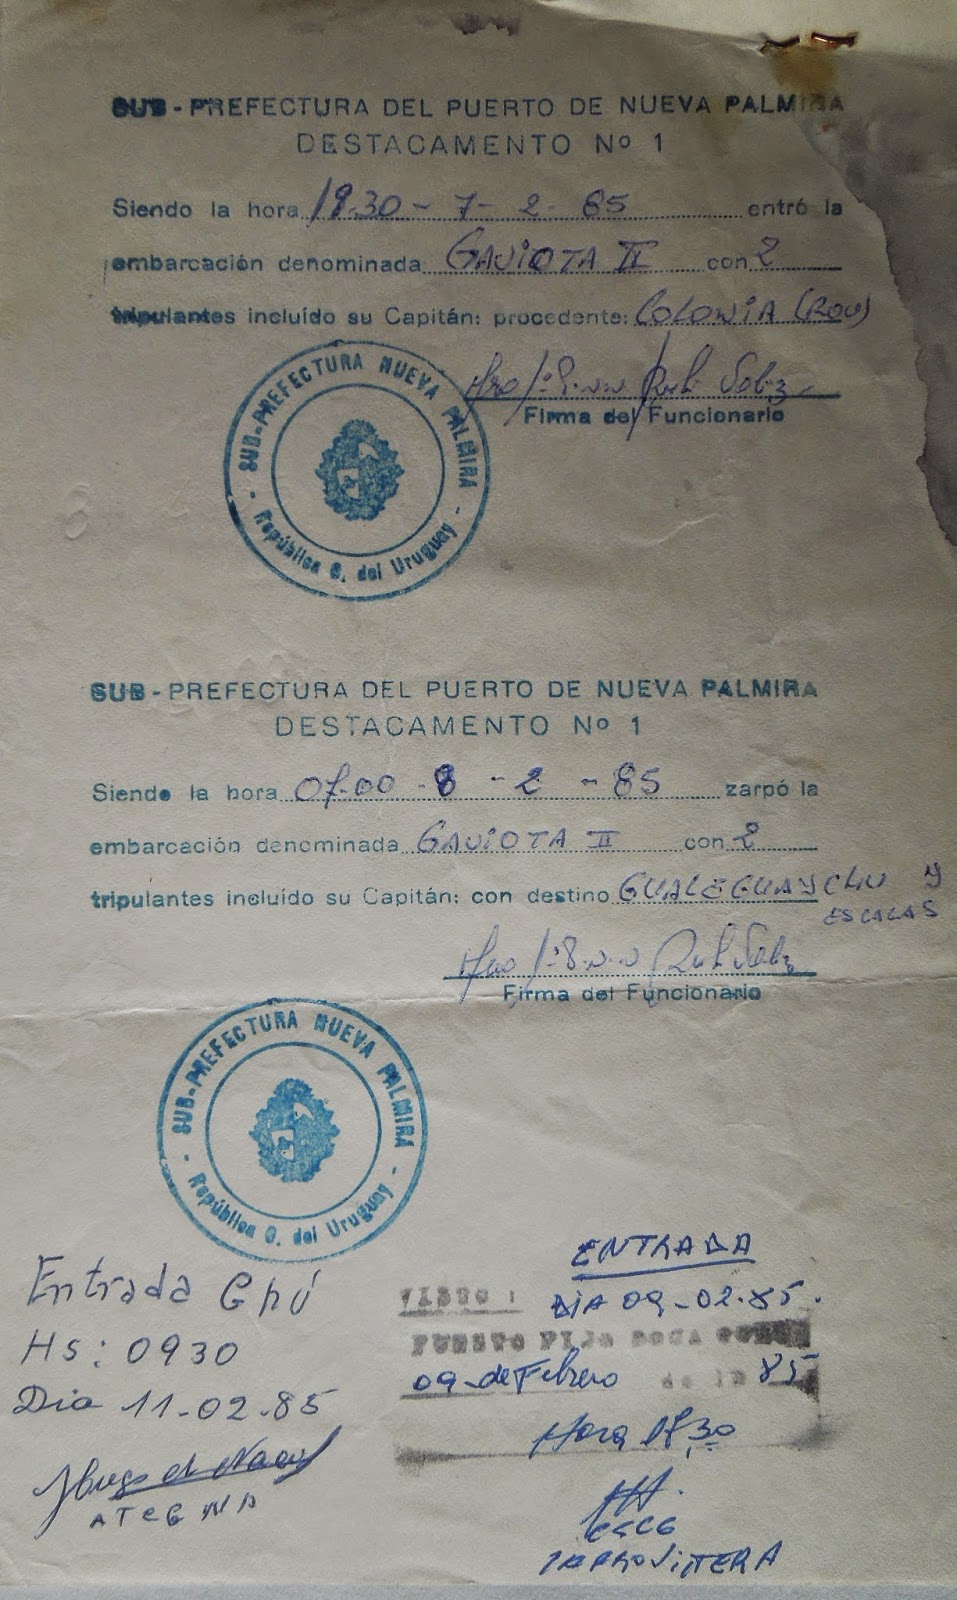 SUB - PREFECTURA DEL PUERTO DE NUEVA PALMIRA
DESTACAMENTO Nº 1
Siendo la hora 19.30 - 7 - 2 - 85 entró la
embarcación denominada GAVIOTA II con 2
tripulantes incluído su Capitán: procedente: COLONIA (ROU)
Firma del Funcionario
SUB-PREFECTURA NUEVA PALMIRA
- República O. del Uruguay -
SUB - PREFECTURA DEL PUERTO DE NUEVA PALMIRA
DESTACAMENTO Nº 1
Siendo la hora 07.00 - 8 - 2 - 85 zarpó la
embarcación denominada GAVIOTA II con 2
tripulantes incluído su Capitán: con destino GUALEGUAYCHU Y
ESCALAS
Firma del Funcionario
SUB-PREFECTURA NUEVA PALMIRA
- República O. del Uruguay -
Entrada Ghú
Hs: 0930
Dia 11-02-85
ENTRADA
VISTO: DIA 09-02-85.
PUESTO FIJO BOCA
09 de Febrero de 19 85
Hora